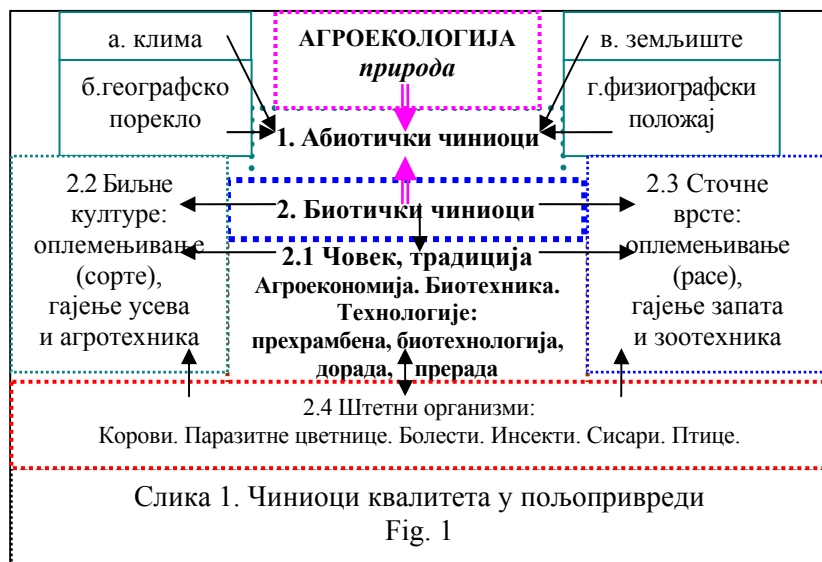 а. клима
АГРОЕКОЛОГИЈА
природа
в. земљиште
б.географско
порекло
г.физиографски
положај
1. Абиотички чиниоци
2.2 Биљне
културе:
оплемењивање
(сорте),
гајење усева
и агротехника
2. Биотички чиниоци
2.1 Човек, традиција
Агроекономија. Биотехника.
Технологије:
прехрамбена, биотехнологија,
дорада, прерада
2.3 Сточне
врсте:
оплемењивање
(расе),
гајење запата
и зоотехника
2.4 Штетни организми:
Корови. Паразитне цветнице. Болести. Инсекти. Сисари. Птице.
Слика 1. Чиниоци квалитета у пољопривреди
Fig. 1